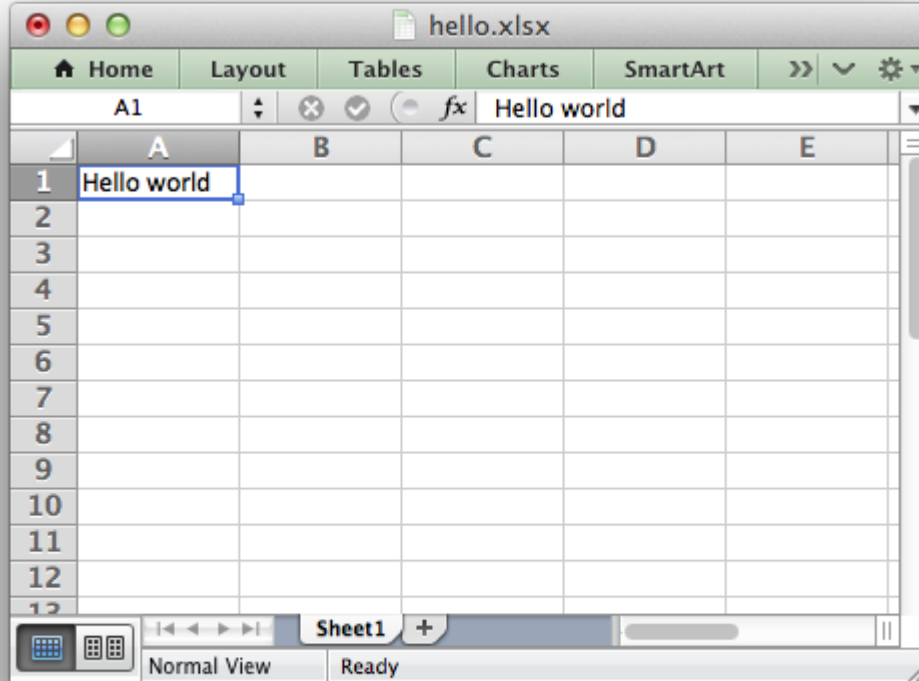 hello.xlsx
Home Layout Tables Charts SmartArt
A1 fx Hello world
A B C D E
1 Hello world
2
3
4
5
6
7
8
9
10
11
12
13
Sheet1 +
Normal View Ready